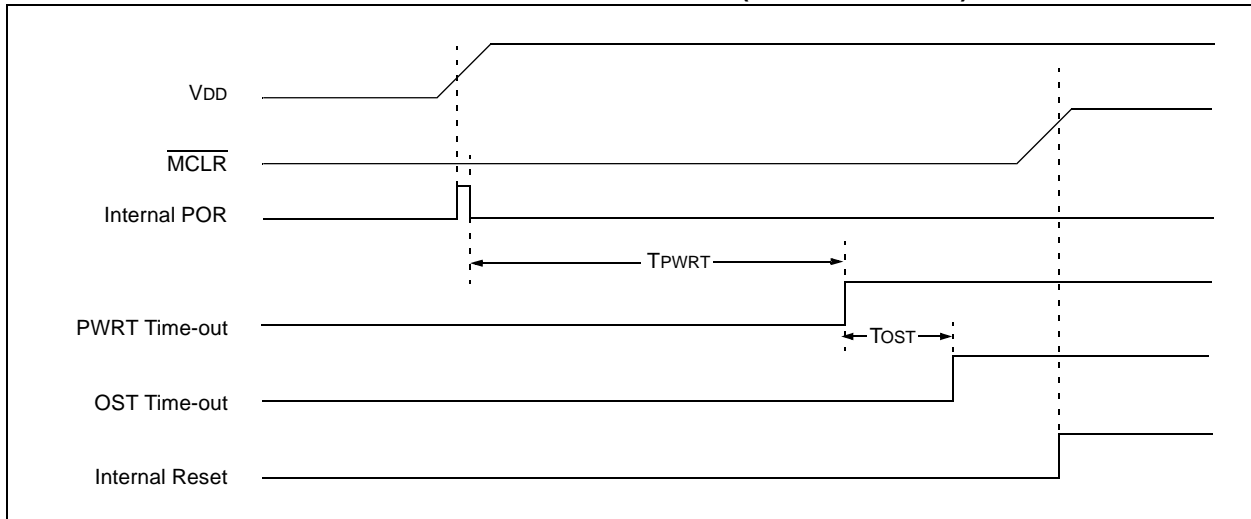 VDD
MCLR
Internal POR
TPWRT
PWRT Time-out
TOST
OST Time-out
Internal Reset